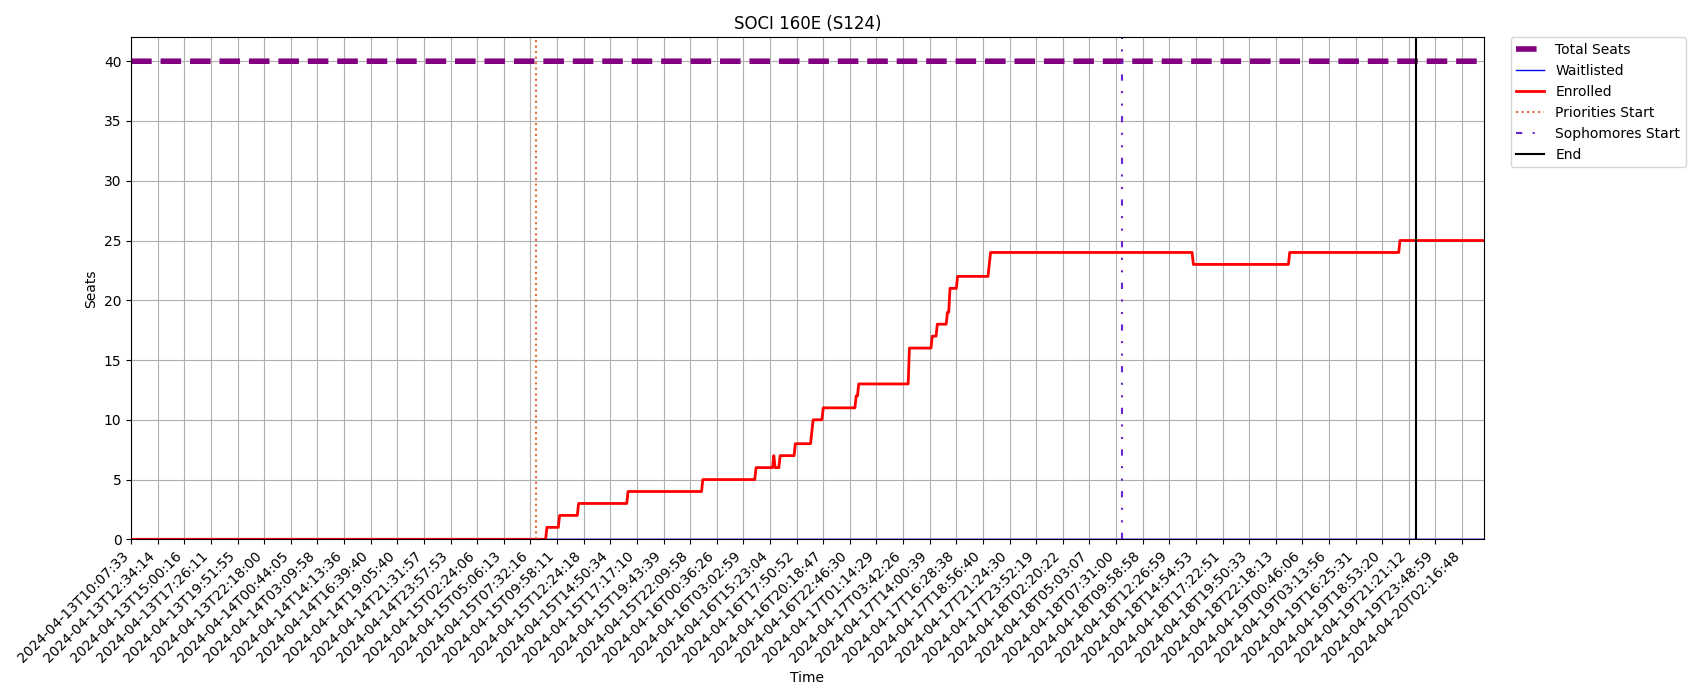 SOCI 160E (S124)
Total Seats
Waitlisted
Enrolled
Priorities Start
Sophomores Start
End
Seats
40
35
30
25
20
15
10
5
0
2024-04-13T10:07:33
2024-04-13T12:34:14
2024-04-13T15:00:16
2024-04-13T17:26:11
2024-04-13T19:51:55
2024-04-13T22:18:00
2024-04-14T00:44:05
2024-04-14T03:09:58
2024-04-14T14:13:36
2024-04-14T16:39:40
2024-04-14T19:05:40
2024-04-14T21:31:57
2024-04-14T23:57:53
2024-04-15T02:24:06
2024-04-15T05:06:13
2024-04-15T07:32:16
2024-04-15T09:58:11
2024-04-15T12:24:18
2024-04-15T14:50:34
2024-04-15T17:17:10
2024-04-15T19:43:39
2024-04-15T22:09:58
2024-04-16T00:36:26
2024-04-16T03:02:59
2024-04-16T15:23:04
2024-04-16T17:50:52
2024-04-16T20:18:47
2024-04-16T22:46:30
2024-04-17T01:14:29
2024-04-17T03:42:26
2024-04-17T14:00:39
2024-04-17T16:28:38
2024-04-17T18:56:40
2024-04-17T21:24:30
2024-04-17T23:52:19
2024-04-18T02:20:22
2024-04-18T05:03:07
2024-04-18T07:31:00
2024-04-18T09:58:58
2024-04-18T12:26:59
2024-04-18T14:54:53
2024-04-18T17:22:51
2024-04-18T19:50:33
2024-04-18T22:18:13
2024-04-19T00:46:06
2024-04-19T03:13:56
2024-04-19T16:25:31
2024-04-19T18:53:20
2024-04-19T21:21:12
2024-04-19T23:48:59
2024-04-20T02:16:48
Time